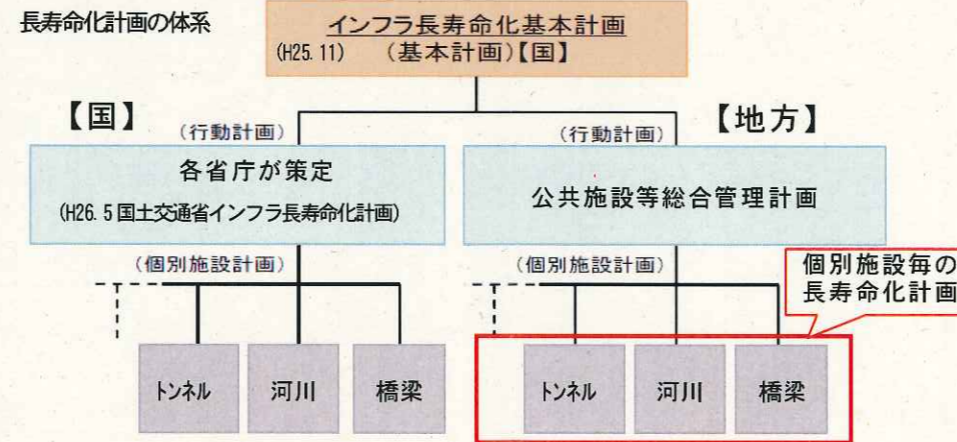 長寿命化計画の体系
インフラ長寿命化基本計画
(H25.11) (基本計画)【国】
【国】
【地方】
(行動計画)
(行動計画)
各省庁が策定
(H26.5国土交通省インフラ長寿命化計画)
公共施設等総合管理計画
(個別施設計画)
(個別施設計画)
個別施設毎の
長寿命化計画
トンネル
河川
橋梁
トンネル
河川
橋梁